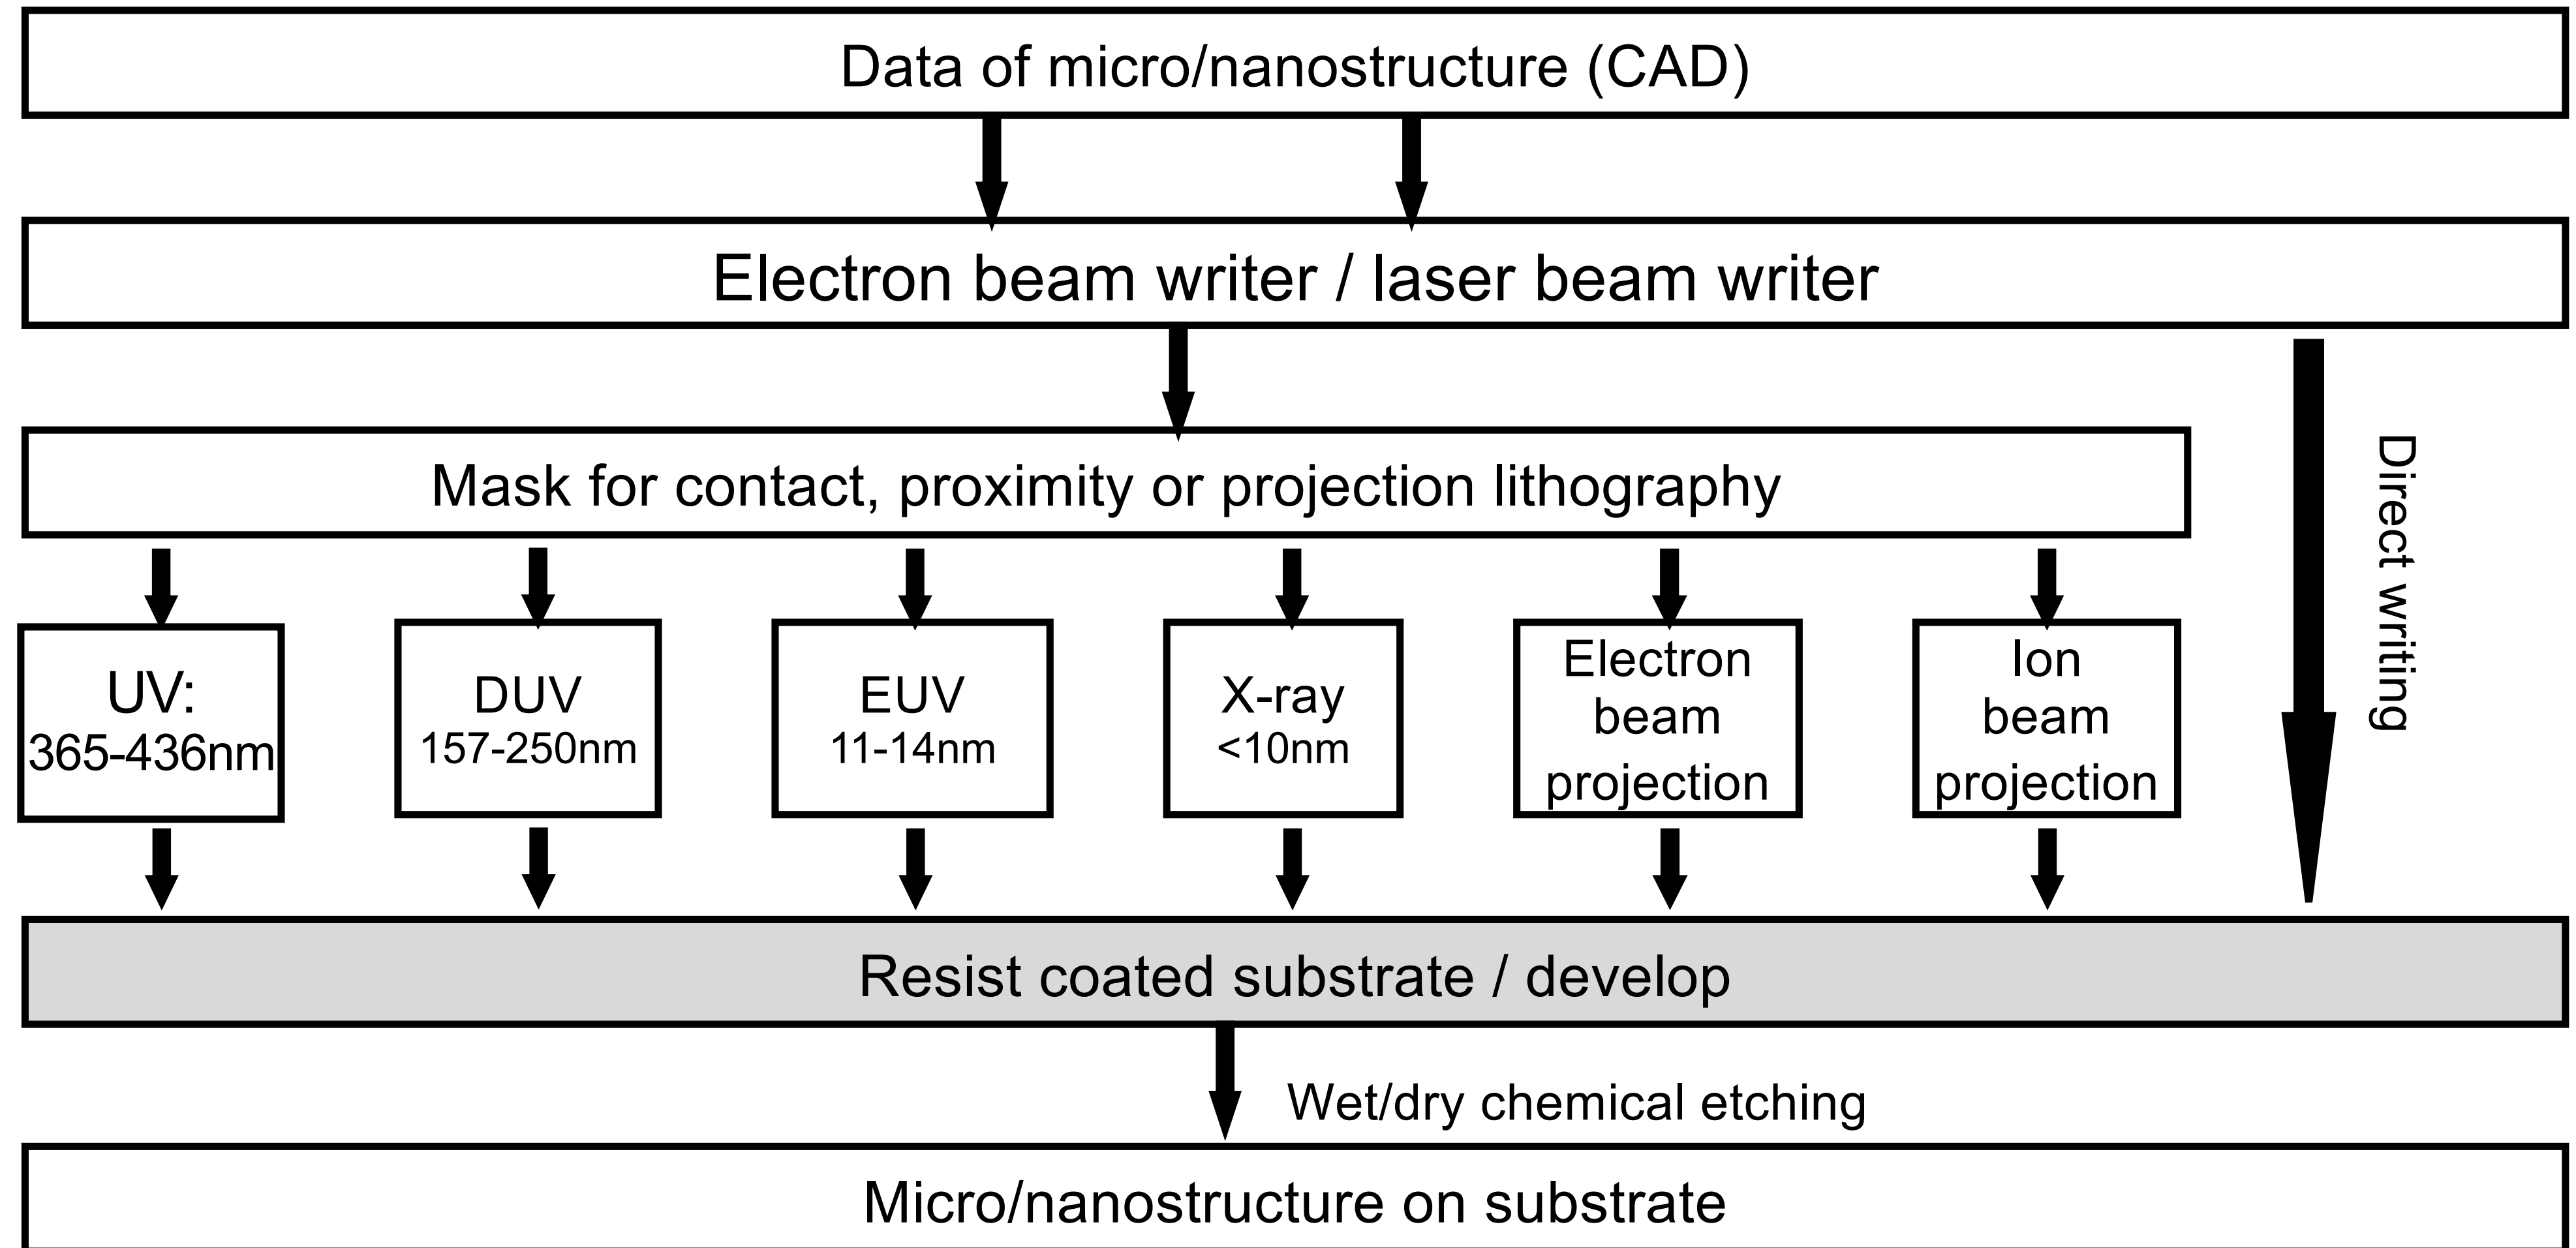 Data of micro/nanostructure (CAD)
Electron beam writer / laser beam writer
Mask for contact, proximity or projection lithography
Direct writing
UV:
365-436nm
DUV
157-250nm
EUV
11-14nm
X-ray
<10nm
Electron
beam
projection
Ion
beam
projection
Resist coated substrate / develop
Wet/dry chemical etching
Micro/nanostructure on substrate